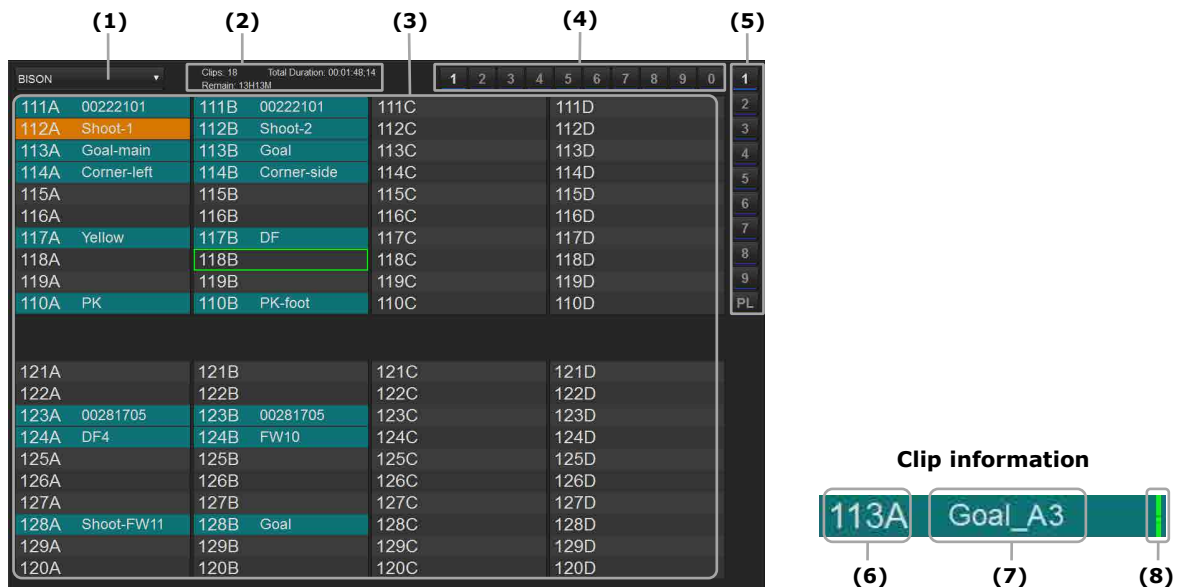 (1) (2) (3) (4) (5)
BISON ▼ Clips: 18 Total Duration: 00:01:48;14 1 2 3 4 5 6 7 8 9 0 1
Remain: 13H13M
111A 00222101 111B 00222101 111C 111D 2
112A Shoot-1 112B Shoot-2 112C 112D 3
113A Goal-main 113B Goal 113C 113D 4
114A Corner-left 114B Corner-side 114C 114D 5
115A 115B 115C 115D
116A 116B 116C 116D 6
117A Yellow 117B DF 117C 117D 7
118A 118B 118C 118D 8
119A 119B 119C 119D 9
110A PK 110B PK-foot 110C 110D PL
121A 121B 121C 121D
122A 122B 122C 122D
123A 00281705 123B 00281705 123C 123D
124A DF4 124B FW10 124C 124D
125A 125B 125C 125D
126A 126B 126C 126D
127A 127B 127C 127D
128A Shoot-FW11 128B Goal 128C 128D
129A 129B 129C 129D
120A 120B 120C 120D
Clip information
113A Goal_A3
(6) (7) (8)